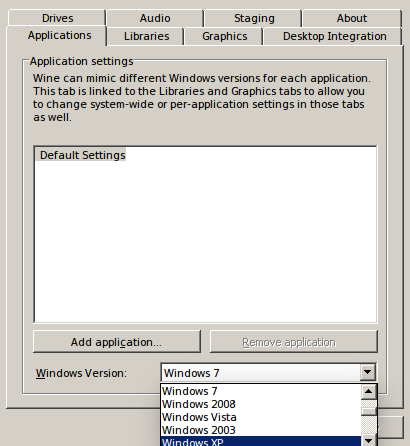 Drives Audio Staging About
Applications Libraries Graphics Desktop Integration
Application settings
Wine can mimic different Windows versions for each application.
This tab is linked to the Libraries and Graphics tabs to allow you
to change system-wide or per-application settings in those tabs
as well.
Default Settings
Add application... Remove application
Windows Version: Windows 7
Windows 7
Windows 2008
Windows Vista
Windows 2003
Windows XP